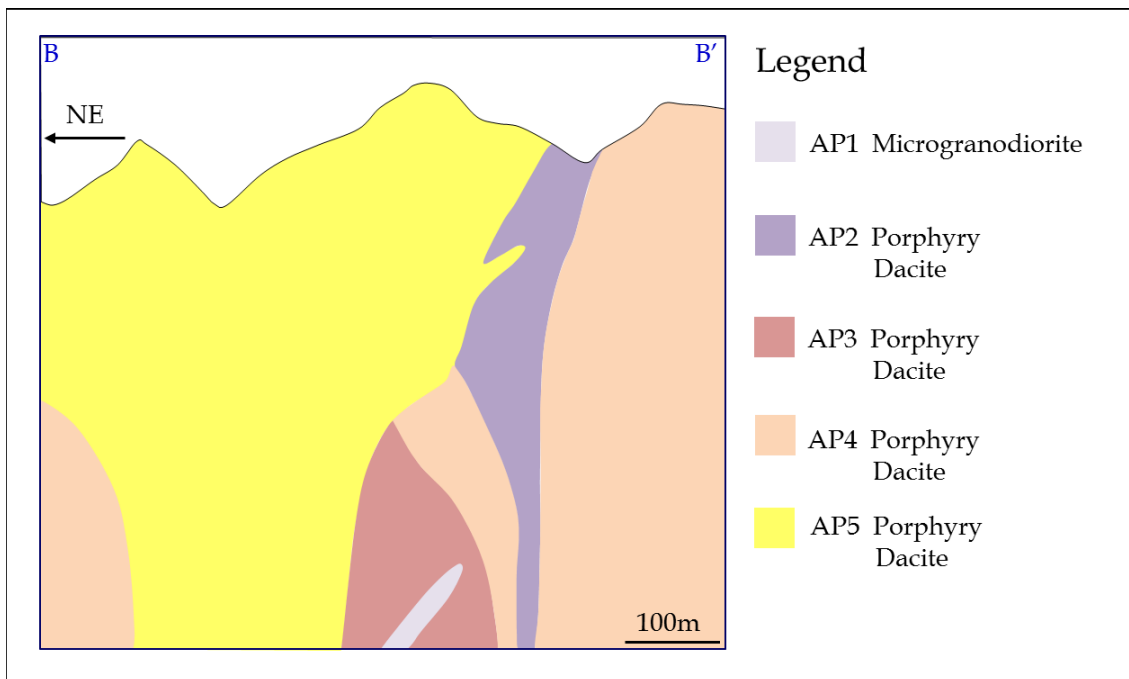 B
B′
NE
100m
Legend
AP1 Microgranodiorite
AP2 Porphyry
Dacite
AP3 Porphyry
Dacite
AP4 Porphyry
Dacite
AP5 Porphyry
Dacite